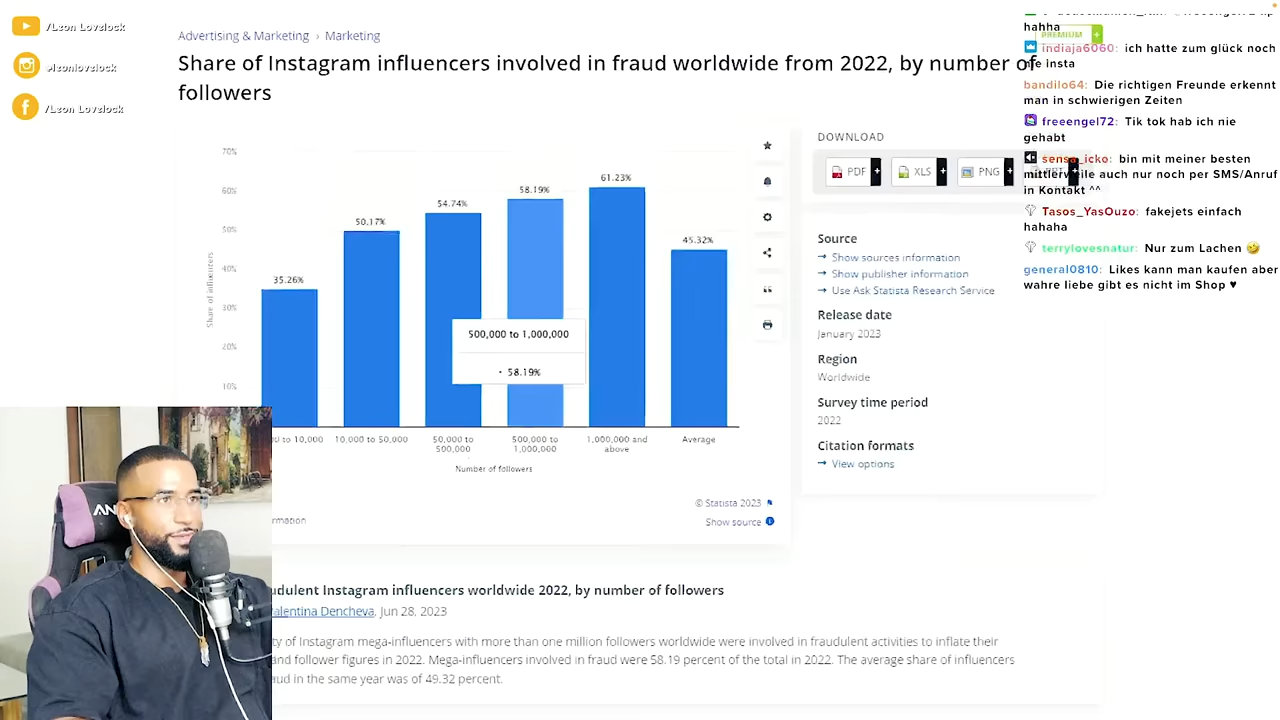 /Leon Lovelock
#leonlovelock
/Leon Lovelock
Advertising & Marketing › Marketing
Share of Instagram influencers involved in fraud worldwide from 2022, by number of
followers
70%
60%
50%
40%
30%
20%
10%
Share of influencers
35.26%
50.17%
54.74%
58.19%
61.23%
45.32%
500,000 to 1,000,000
58.19%
to 10,000
10,000 to 50,000
50,000 to
500,000
500,000 to
1,000,000
1,000,000 and
above
Average
Number of followers
© Statista 2023
Show source
DOWNLOAD
PDF +
XLS +
PNG +
+
Source
→ Show sources information
→ Show publisher information
→ Use Ask Statista Research Service
Release date
January 2023
Region
Worldwide
Survey time period
2022
Citation formats
→ View options
udulent Instagram influencers worldwide 2022, by number of followers
alentina Dencheva, Jun 28, 2023
ty of Instagram mega-influencers with more than one million followers worldwide were involved in fraudulent activities to inflate their
and follower figures in 2022. Mega-influencers involved in fraud were 58.19 percent of the total in 2022. The average share of influencers
aud in the same year was of 49.32 percent.
hahha
PREMIUM +
indiaja6060: ich hatte zum glück noch
nie insta
bandilo64: Die richtigen Freunde erkennt
man in schwierigen Zeiten
freeengel72: Tik tok hab ich nie
gehabt
sensa_icko: bin mit meiner besten
mittlerweile auch nur noch per SMS/Anruf
in Kontakt ^^
Tasos_YasOuzo: fakejets einfach
hahaha
terrylovesnatur: Nur zum Lachen 🤣
general0810: Likes kann man kaufen aber
wahre liebe gibt es nicht im Shop ♥
AN